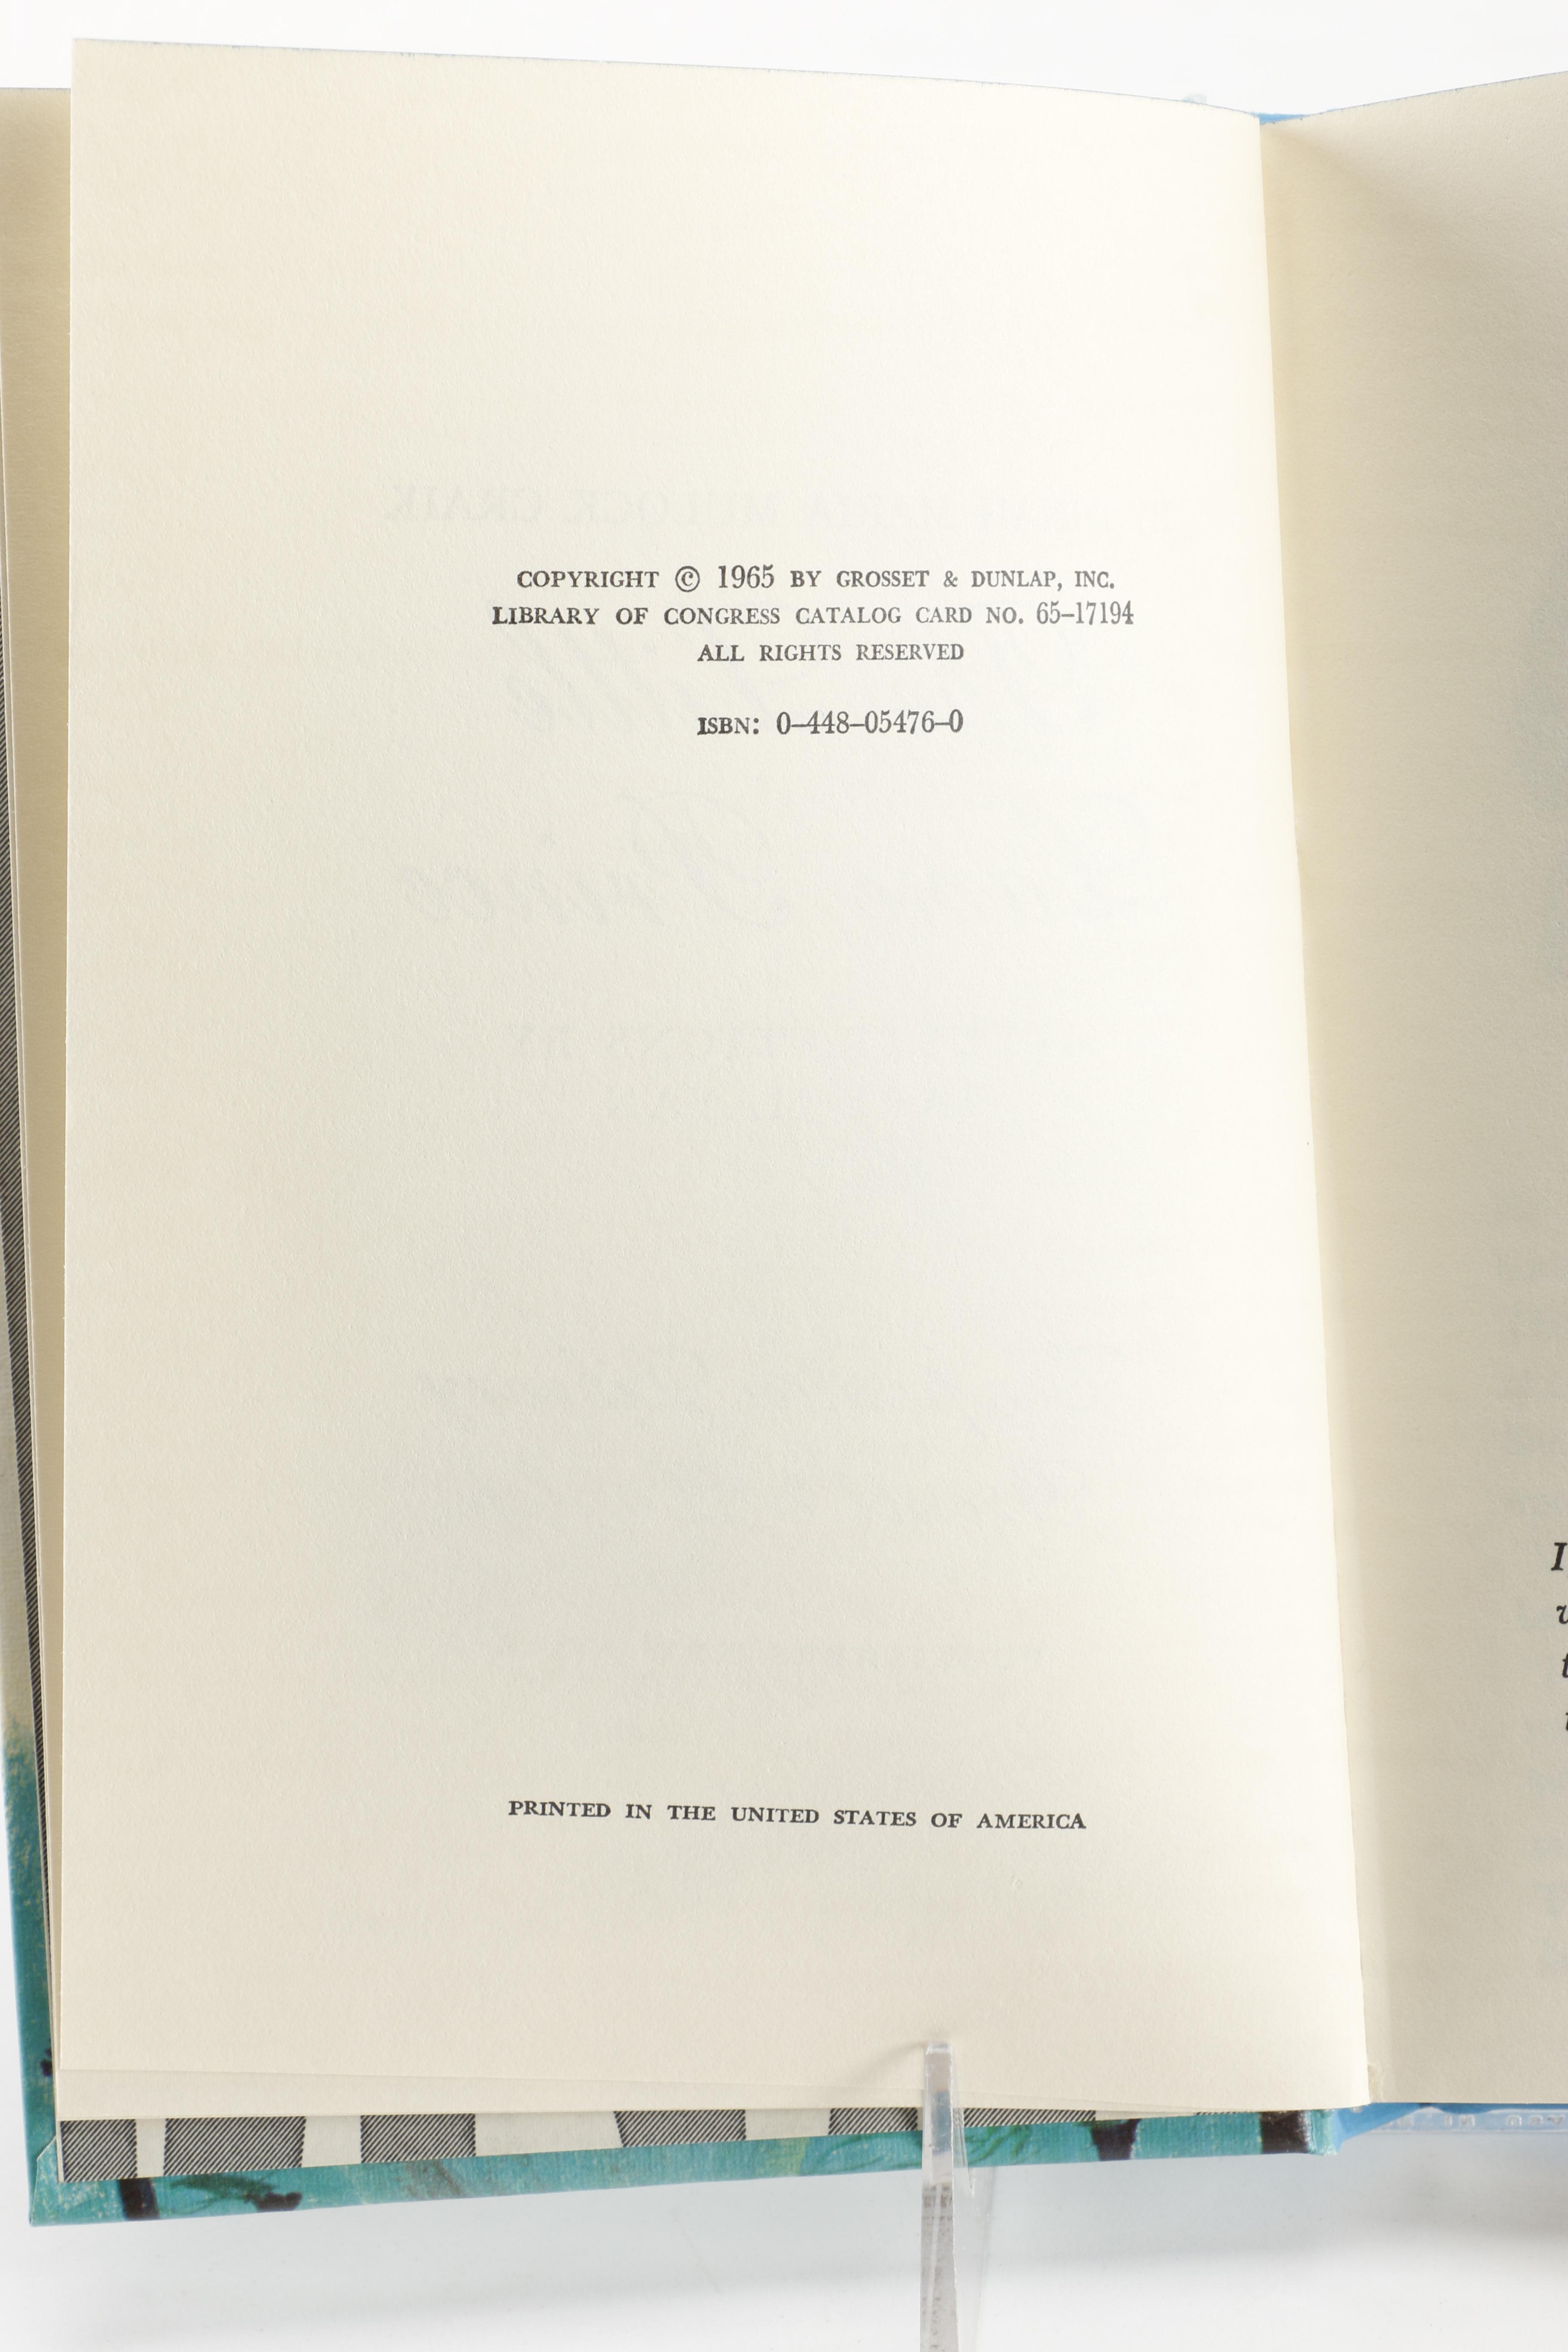 COPYRIGHT © 1965 BY GROSSET & DUNLAP, INC.
LIBRARY OF CONGRESS CATALOG CARD NO. 65–17194
ALL RIGHTS RESERVED
ISBN: 0–448–05476–0
PRINTED IN THE UNITED STATES OF AMERICA